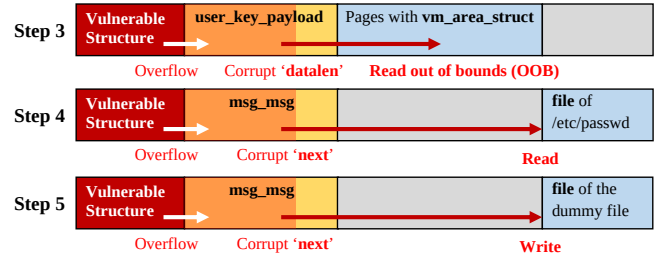 Step 3
Vulnerable
Structure
user_key_payload
Pages with vm_area_struct
Overflow
Corrupt ‘datalen’
Read out of bounds (OOB)
Step 4
Vulnerable
Structure
msg_msg
file of
/etc/passwd
Overflow
Corrupt ‘next’
Read
Step 5
Vulnerable
Structure
msg_msg
file of the
dummy file
Overflow
Corrupt ‘next’
Write